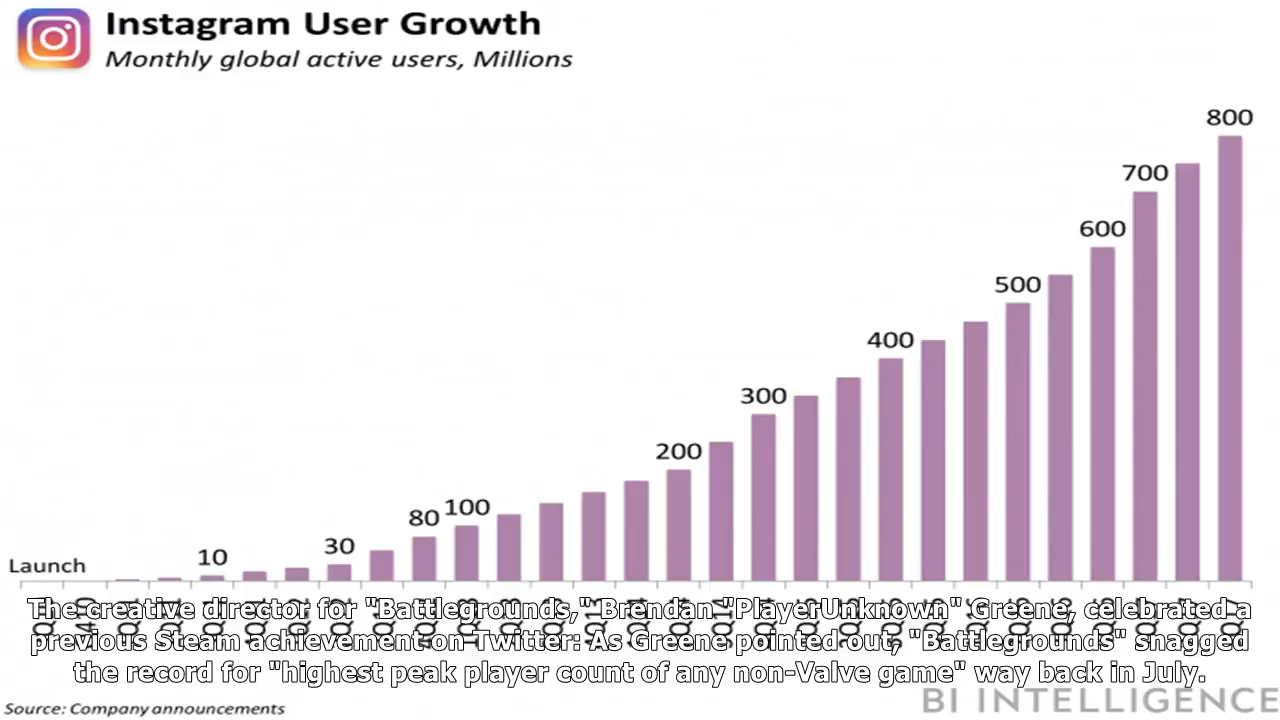 Instagram User Growth
Monthly global active users, Millions
800
700
600
500
400
300
200
80 100
30
10
Launch
The creative director for "Battlegrounds," Brendan "PlayerUnknown" Greene, celebrated a
previous Steam achievement on Twitter: As Greene pointed out, "Battlegrounds" snagged
the record for "highest peak player count of any non-Valve game" way back in July.
BI INTELLIGENCE
Source: Company announcements